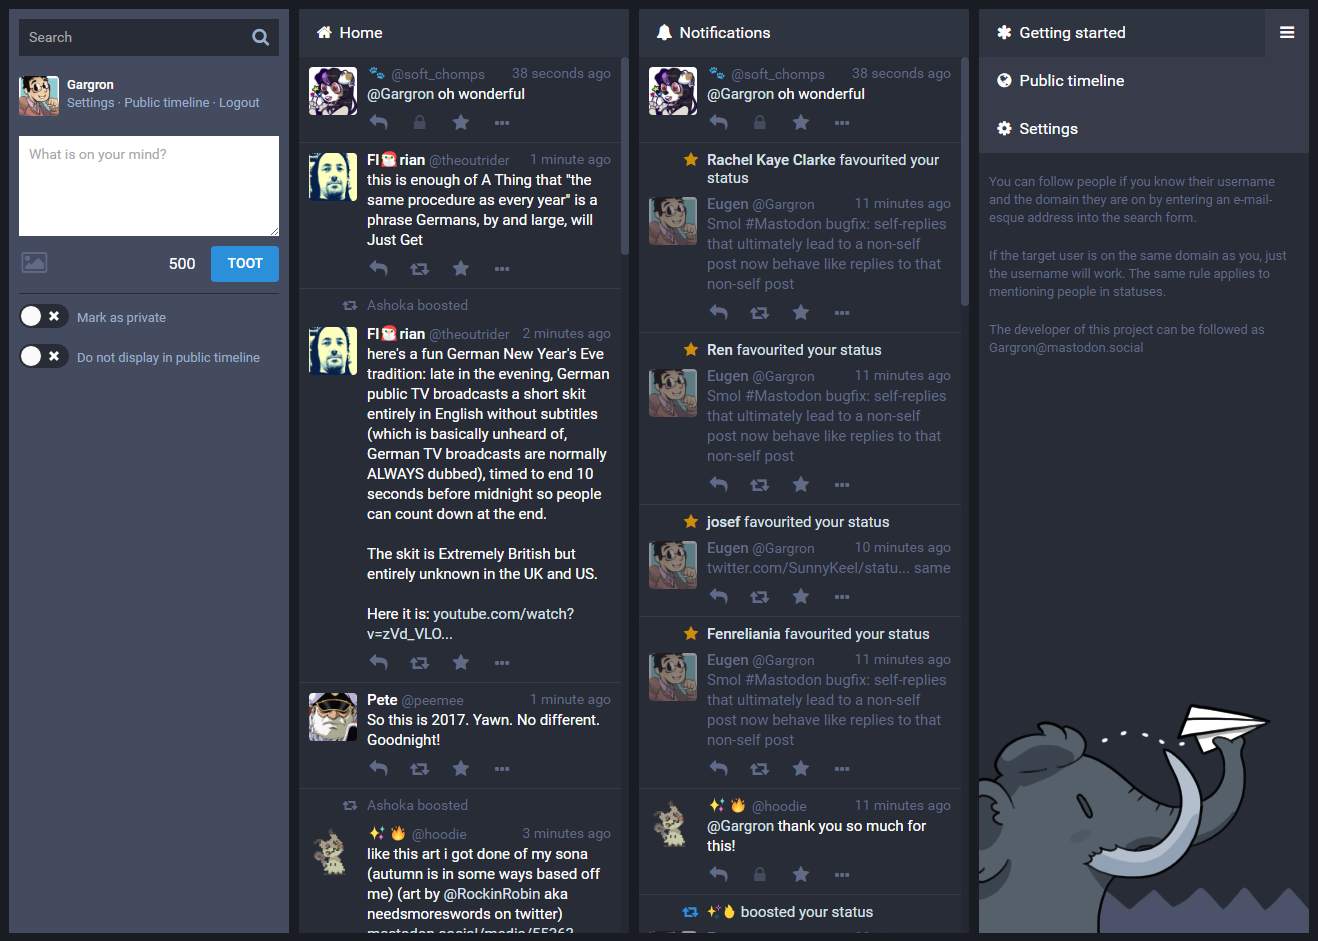 Search
Gargron
Settings · Public timeline · Logout
What is on your mind?
500
TOOT
Mark as private
Do not display in public timeline
Home
@soft_chomps 38 seconds ago
@Gargron oh wonderful
Fl🎅rian @theoutrider 1 minute ago
this is enough of A Thing that "the
same procedure as every year" is a
phrase Germans, by and large, will
Just Get
Ashoka boosted
Fl🎅rian @theoutrider 2 minutes ago
here's a fun German New Year's Eve
tradition: late in the evening, German
public TV broadcasts a short skit
entirely in English without subtitles
(which is basically unheard of,
German TV broadcasts are normally
ALWAYS dubbed), timed to end 10
seconds before midnight so people
can count down at the end.
The skit is Extremely British but
entirely unknown in the UK and US.
Here it is: youtube.com/watch?
v=zVd_VLO...
Pete @peemee 1 minute ago
So this is 2017. Yawn. No different.
Goodnight!
Ashoka boosted
✨🔥 @hoodie 3 minutes ago
like this art i got done of my sona
(autumn is in some ways based off
me) (art by @RockinRobin aka
needsmoreswords on twitter)
Notifications
🐾 @soft_chomps 38 seconds ago
@Gargron oh wonderful
Rachel Kaye Clarke favourited your
status
Eugen @Gargron 11 minutes ago
Smol #Mastodon bugfix: self-replies
that ultimately lead to a non-self
post now behave like replies to that
non-self post
Ren favourited your status
Eugen @Gargron 11 minutes ago
Smol #Mastodon bugfix: self-replies
that ultimately lead to a non-self
post now behave like replies to that
non-self post
josef favourited your status
Eugen @Gargron 10 minutes ago
twitter.com/SunnyKeel/statu... same
Fenreliania favourited your status
Eugen @Gargron 11 minutes ago
Smol #Mastodon bugfix: self-replies
that ultimately lead to a non-self
post now behave like replies to that
non-self post
✨🔥 @hoodie 11 minutes ago
@Gargron thank you so much for
this!
✨🔥 boosted your status
Getting started
Public timeline
Settings
You can follow people if you know their username
and the domain they are on by entering an e-mail-
esque address into the search form.
If the target user is on the same domain as you, just
the username will work. The same rule applies to
mentioning people in statuses.
The developer of this project can be followed as
Gargron@mastodon.social